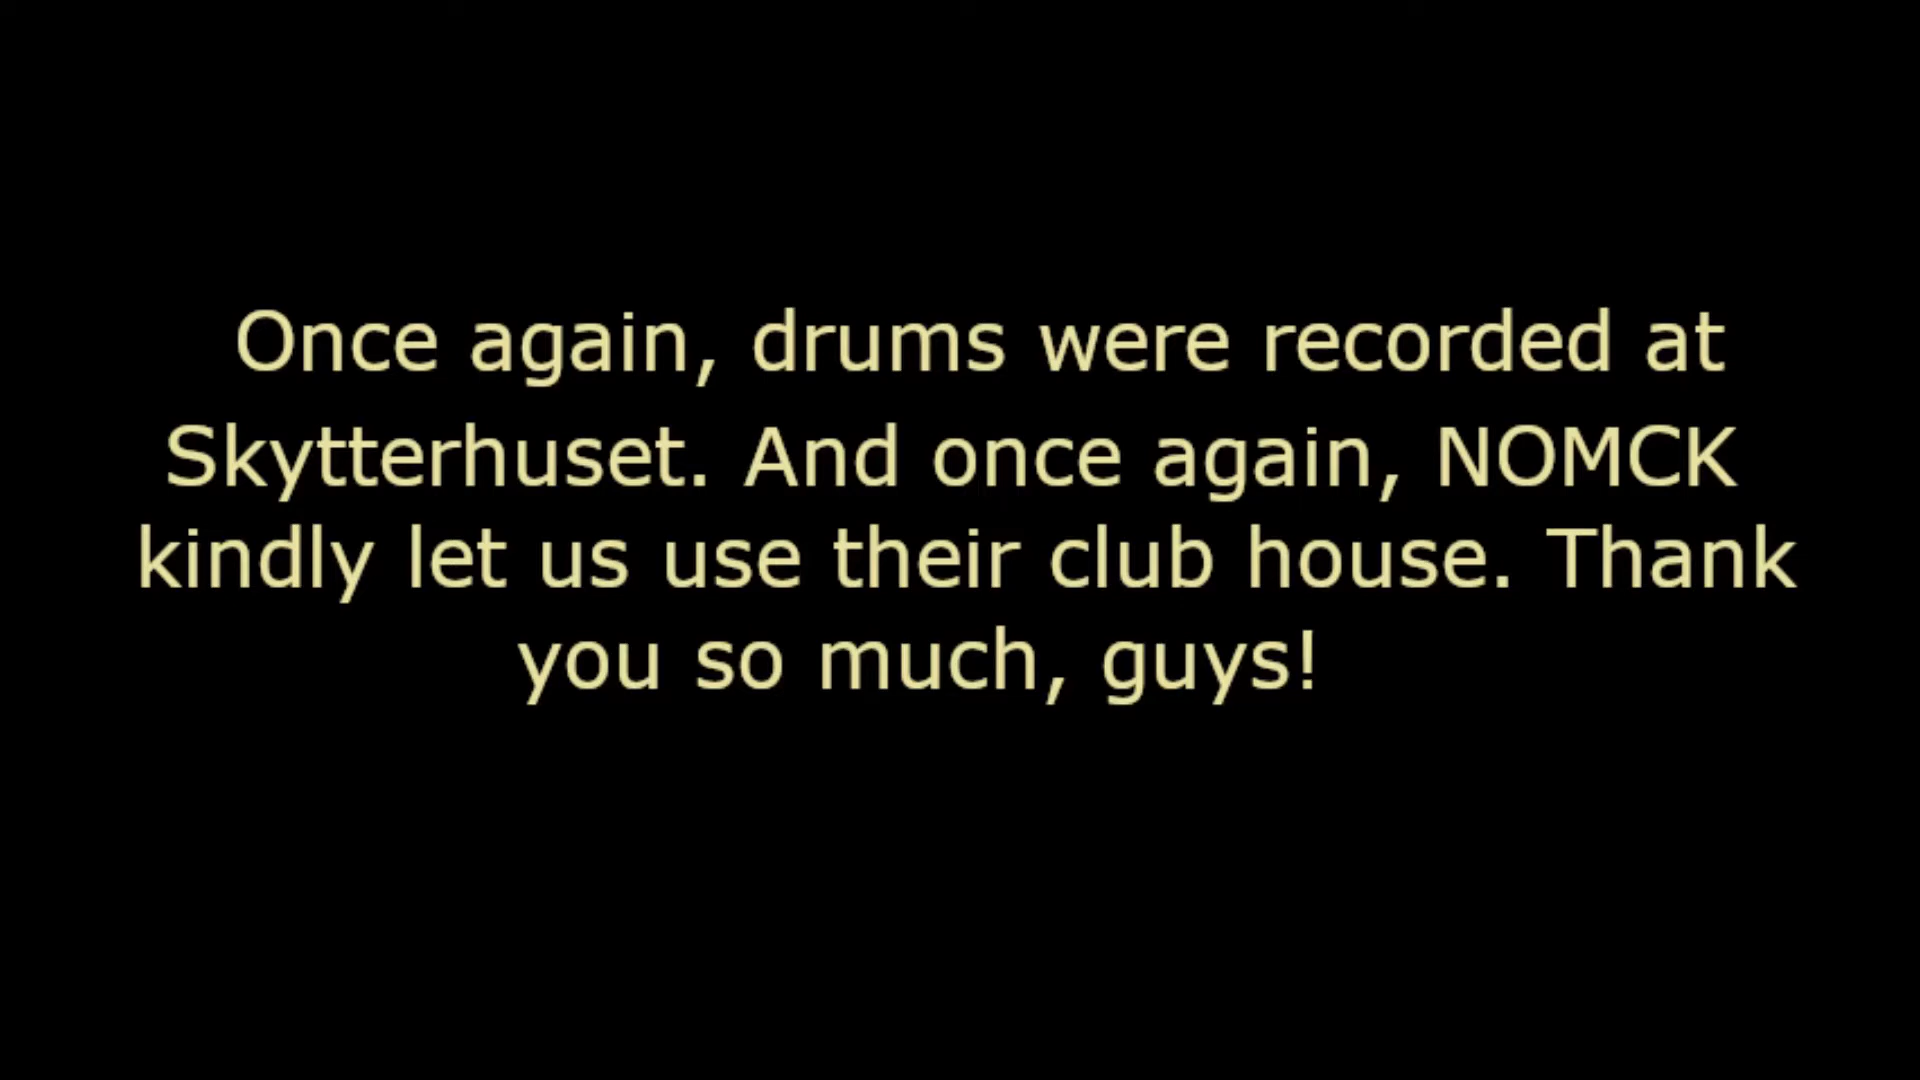 Once again, drums were recorded at
Skytterhuset. And once again, NOMCK
kindly let us use their club house. Thank
you so much, guys!